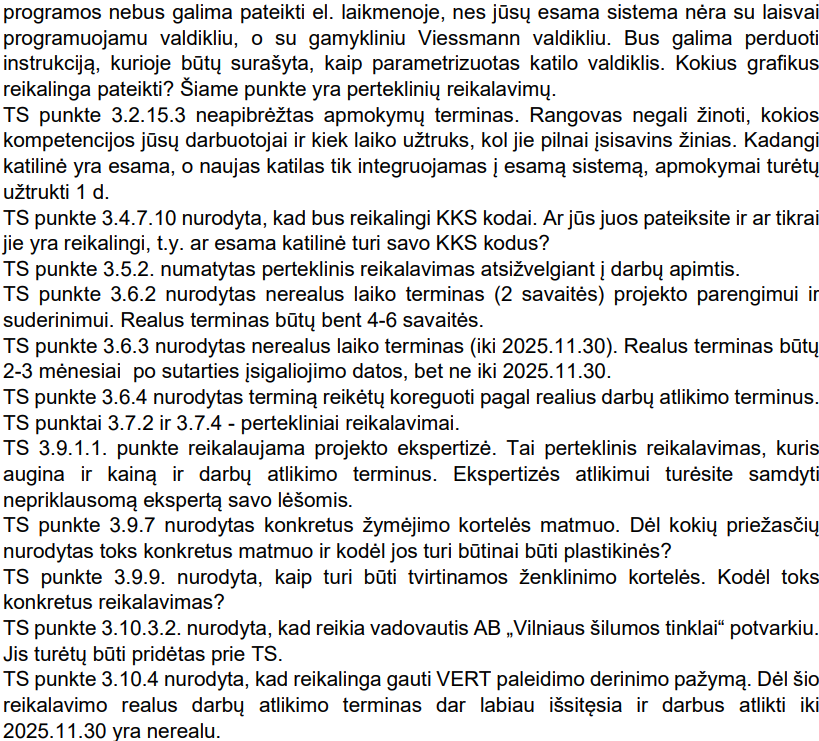 programos nebus galima pateikti el. laikmenoje, nes jūsų esama sistema nėra su laisvai
programuojamu valdikliu, o su gamykliniu Viessmann valdikliu. Bus galima perduoti
instrukciją, kurioje būtų surašyta, kaip parametrizuotas katilo valdiklis. Kokius grafikus
reikalinga pateikti? Šiame punkte yra perteklinių reikalavimų.
TS punkte 3.2.15.3 neapibrėžtas apmokymų terminas. Rangovas negali žinoti, kokios
kompetencijos jūsų darbuotojai ir kiek laiko užtruks, kol jie pilnai įsisavins žinias. Kadangi
katilinė yra esama, o naujas katilas tik integruojamas į esamą sistemą, apmokymai turėtų
užtrukti 1 d.
TS punkte 3.4.7.10 nurodyta, kad bus reikalingi KKS kodai. Ar jūs juos pateiksite ir ar tikrai
jie yra reikalingi, t.y. ar esama katilinė turi savo KKS kodus?
TS punkte 3.5.2. numatytas perteklinis reikalavimas atsižvelgiant į darbų apimtis.
TS punkte 3.6.2 nurodytas nerealus laiko terminas (2 savaitės) projekto parengimui ir
suderinimui. Realus terminas būtų bent 4-6 savaitės.
TS punkte 3.6.3 nurodytas nerealus laiko terminas (iki 2025.11.30). Realus terminas būtų
2-3 mėnesiai  po sutarties įsigaliojimo datos, bet ne iki 2025.11.30.
TS punkte 3.6.4 nurodytas terminą reikėtų koreguoti pagal realius darbų atlikimo terminus.
TS punktai 3.7.2 ir 3.7.4 - pertekliniai reikalavimai.
TS 3.9.1.1. punkte reikalaujama projekto ekspertizė. Tai perteklinis reikalavimas, kuris
augina ir kainą ir darbų atlikimo terminus. Ekspertizės atlikimui turėsite samdyti
nepriklausomą ekspertą savo lėšomis.
TS punkte 3.9.7 nurodytas konkretus žymėjimo kortelės matmuo. Dėl kokių priežasčių
nurodytas toks konkretus matmuo ir kodėl jos turi būtinai būti plastikinės?
TS punkte 3.9.9. nurodyta, kaip turi būti tvirtinamos ženklinimo kortelės. Kodėl toks
konkretus reikalavimas?
TS punkte 3.10.3.2. nurodyta, kad reikia vadovautis AB „Vilniaus šilumos tinklai“ potvarkiu.
Jis turėtų būti pridėtas prie TS.
TS punkte 3.10.4 nurodyta, kad reikalinga gauti VERT paleidimo derinimo pažymą. Dėl šio
reikalavimo realus darbų atlikimo terminas dar labiau išsitęsia ir darbus atlikti iki
2025.11.30 yra nerealu.